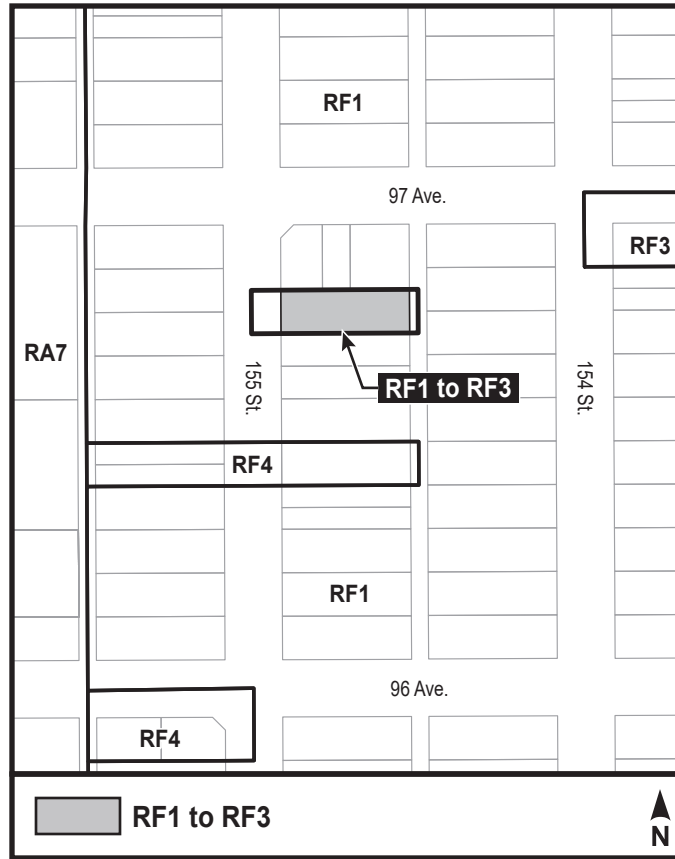 RF1
97 Ave.
RF3
RA7
155 St.
RF1 to RF3
154 St.
RF4
RF1
96 Ave.
RF4
RF1 to RF3
N